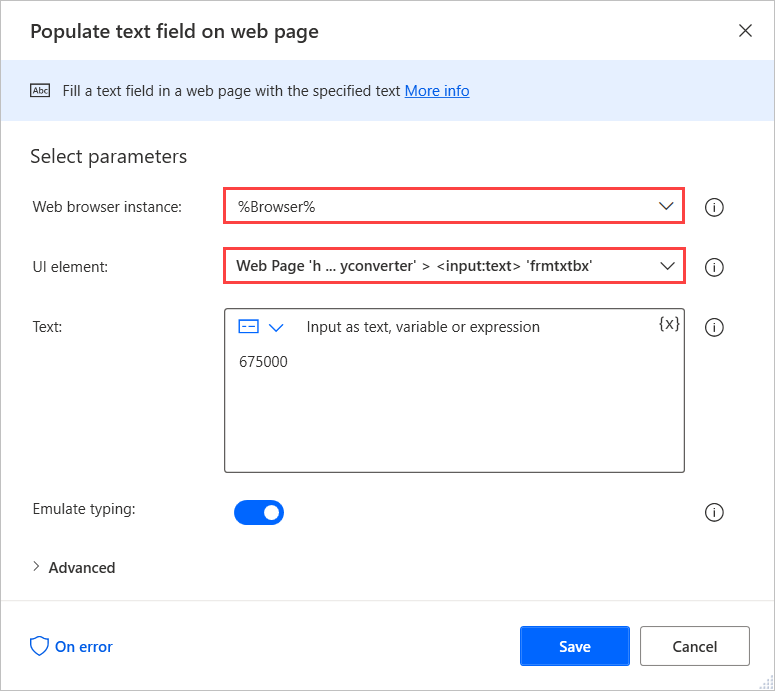 Populate text field on web page
Abc Fill a text field in a web page with the specified text More info
Select parameters
Web browser instance: %Browser%
UI element: Web Page 'h ... yconverter' > <input:text> 'frmtxtbx'
Text: Input as text, variable or expression {x}
675000
Emulate typing:
Advanced
On error Save Cancel